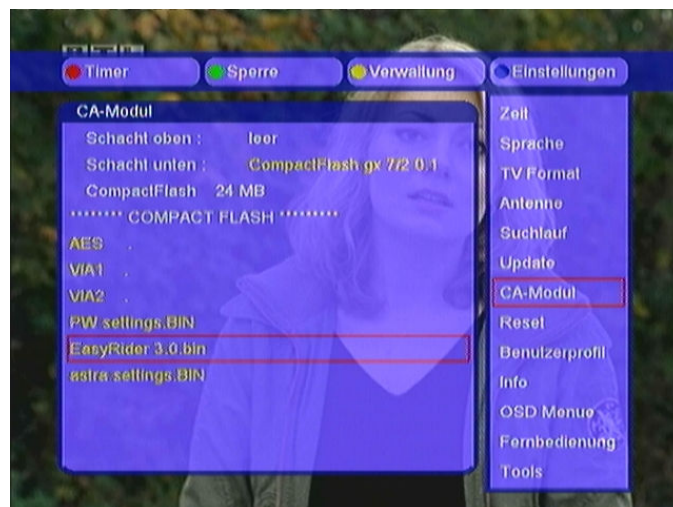 Timer Sperre Verwaltung Einstellungen
CA-Modul
Schacht oben : leer
Schacht unten : CompactFlash gx 7/2 0.1
CompactFlash 24 MB
******** COMPACT FLASH ********
AES .
VIA1 .
VIA2 .
PW settings.BIN
EasyRider 3.0.bin
astra settings.BIN
Zeit
Sprache
TV Format
Antenne
Suchlauf
Update
CA-Modul
Reset
Benutzerprofil
Info
OSD Menue
Fernbedienung
Tools